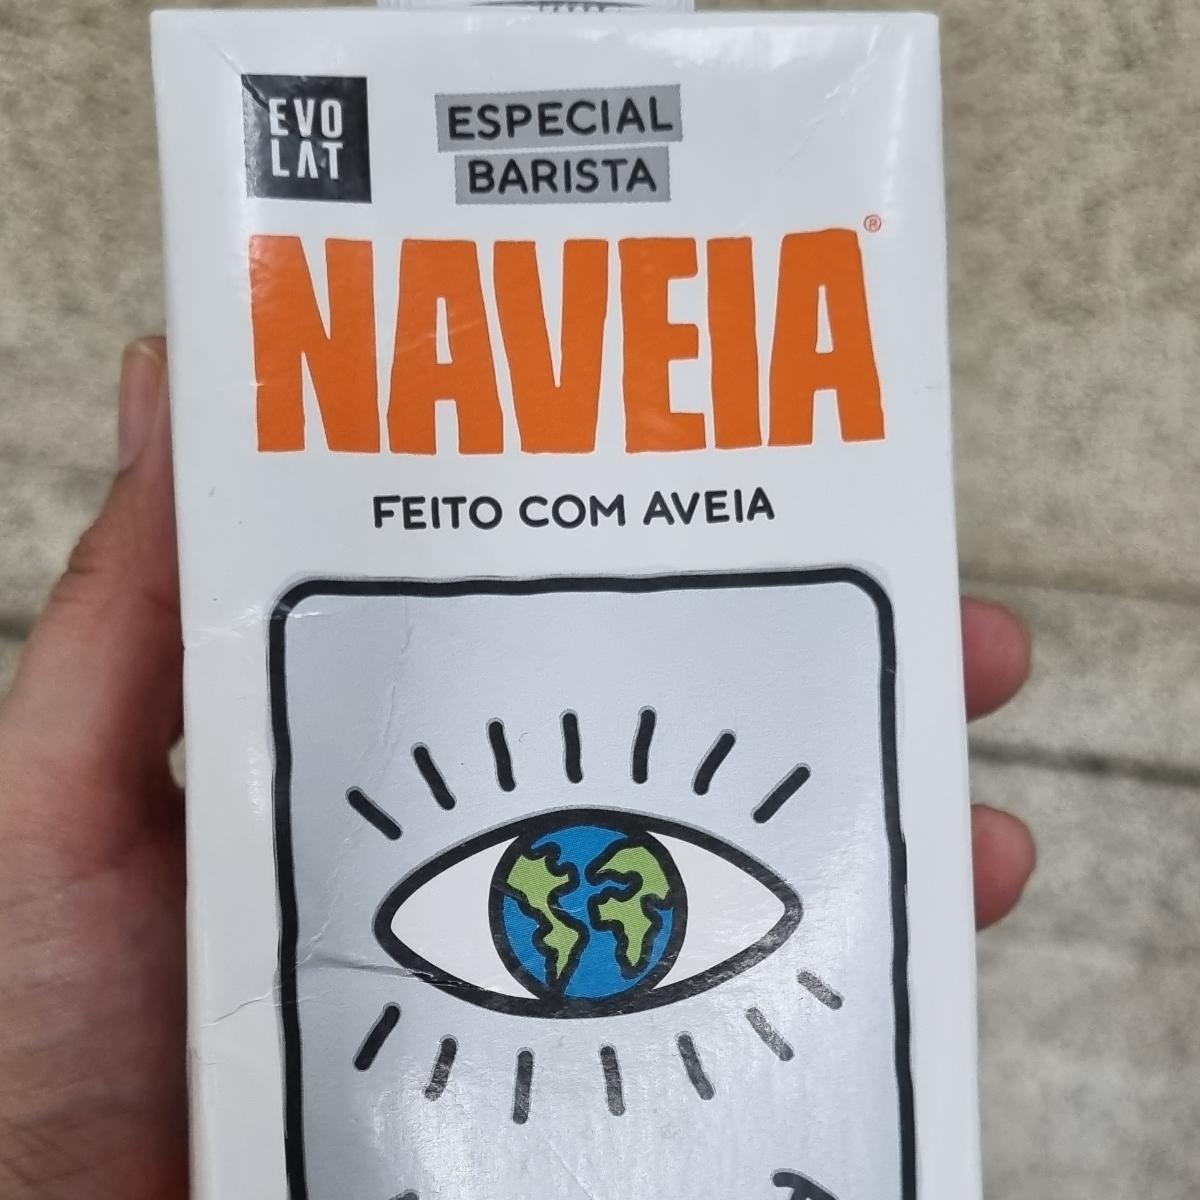 EVO
LAT
ESPECIAL
BARISTA
NAVEIA®
FEITO COM AVEIA